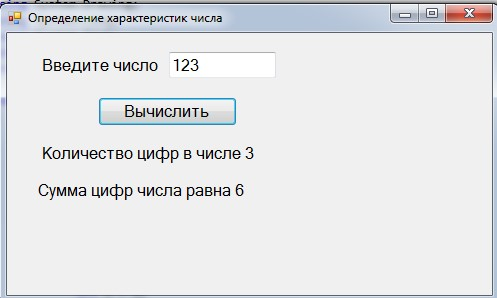 Определение характеристик числа
Введите число 123
Вычислить
Количество цифр в числе 3
Сумма цифр числа равна 6